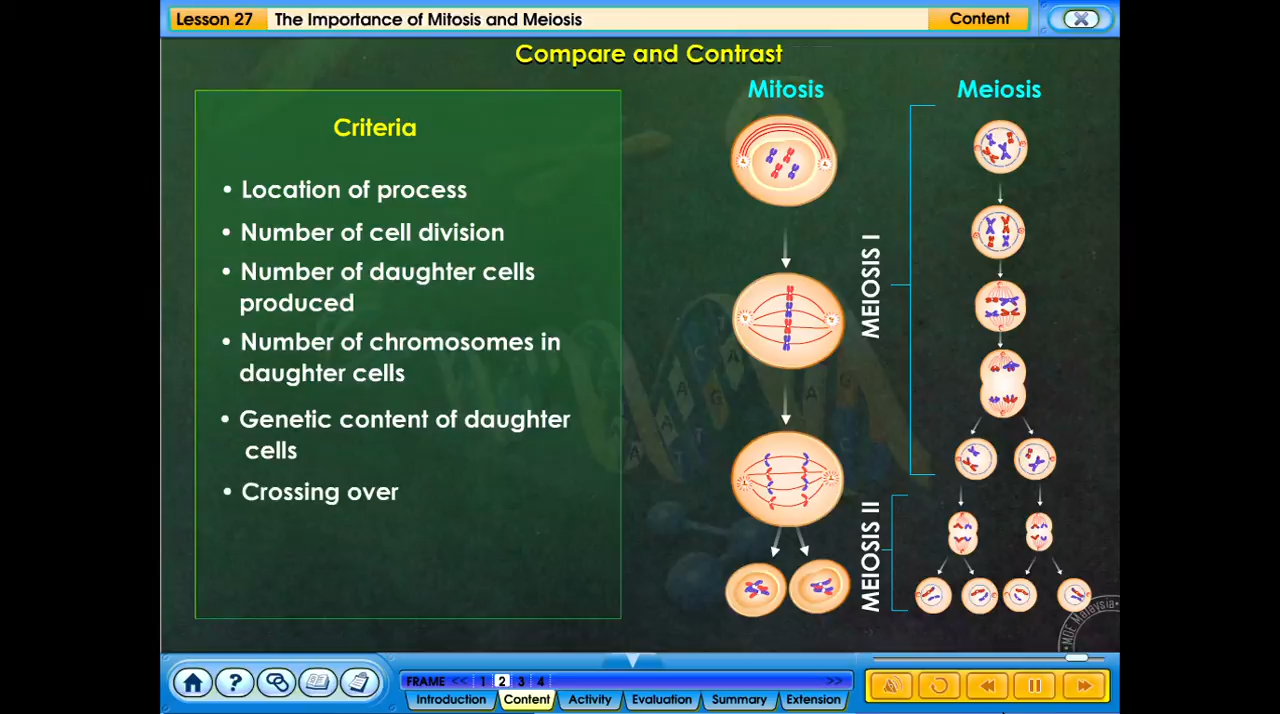 Lesson 27 The Importance of Mitosis and Meiosis Content
Compare and Contrast
Criteria
• Location of process
• Number of cell division
• Number of daughter cells
produced
• Number of chromosomes in
daughter cells
• Genetic content of daughter
cells
• Crossing over
Mitosis
Meiosis
MEIOSIS I
MEIOSIS II
MOE Malaysia
FRAME << 1 2 3 4 >>
Introduction Content Activity Evaluation Summary Extension